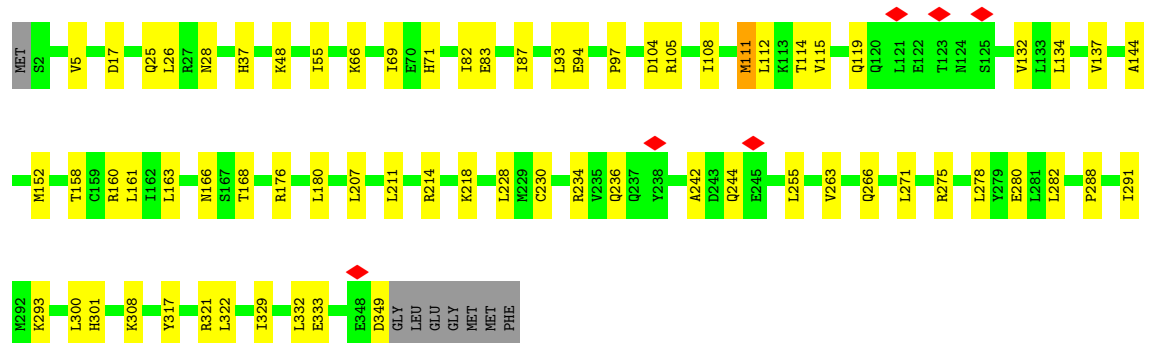 MET S2 V5 D17 Q25 L26 R27 N28 H37 K48 I55 K66 I69 E70 H71 I82 E83 I87 L93 E94 P97 D104 R105 I108 M111 L112 K113 T114 V115 Q119 Q120 L121 E122 T123 N124 S125 V132 L133 L134 V137 A144
M152 T158 C159 R160 L161 I162 L163 N166 S167 T168 R176 L180 L207 L211 R214 K218 L228 M229 C230 R234 V235 Q236 Q237 Y238 A242 D243 Q244 E245 L255 V263 Q266 L271 R275 L278 Y279 E280 L281 L282 P288 I291
M292 K293 L300 H301 K308 Y317 R321 L322 I329 L332 E333 E348 D349 GLY LEU GLU GLY MET MET PHE